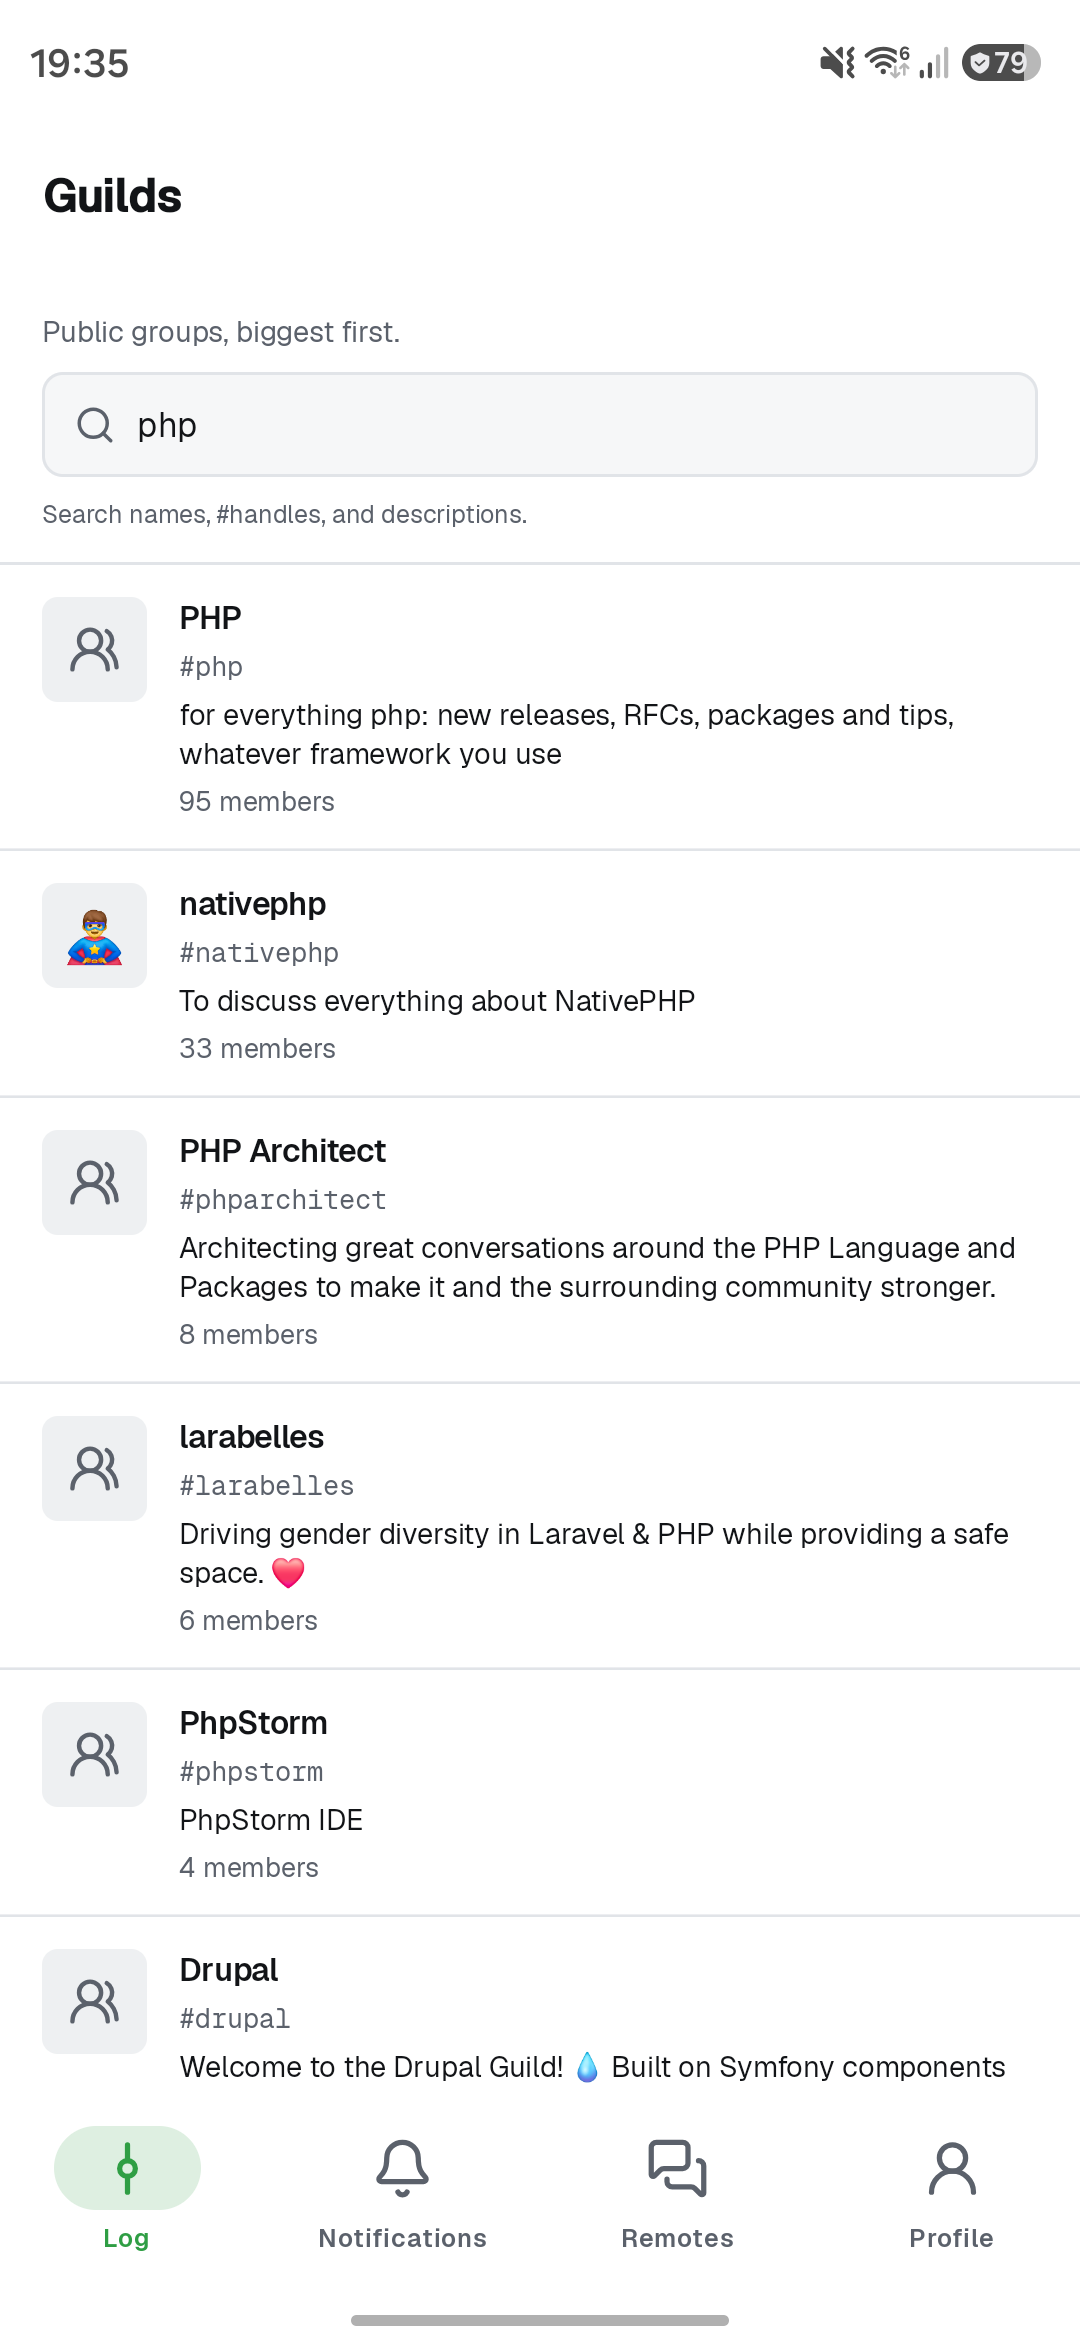 19:35
6
79
Guilds
Public groups, biggest first.
php
Search names, #handles, and descriptions.
PHP
#php
for everything php: new releases, RFCs, packages and tips,
whatever framework you use
95 members
nativephp
#nativephp
To discuss everything about NativePHP
33 members
PHP Architect
#phparchitect
Architecting great conversations around the PHP Language and
Packages to make it and the surrounding community stronger.
8 members
larabelles
#larabelles
Driving gender diversity in Laravel & PHP while providing a safe
space. ❤️
6 members
PhpStorm
#phpstorm
PhpStorm IDE
4 members
Drupal
#drupal
Welcome to the Drupal Guild! 💧 Built on Symfony components
Log
Notifications
Remotes
Profile